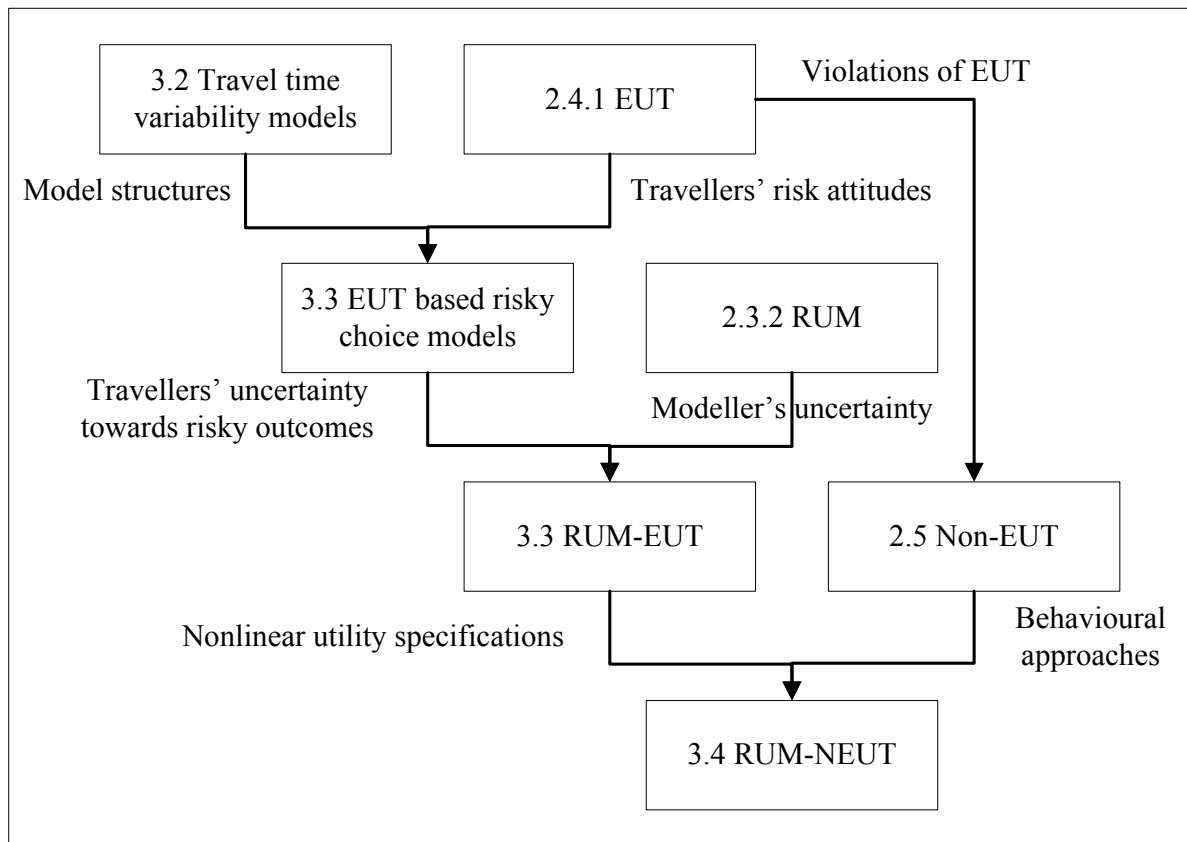 3.2 Travel time
variability models
2.4.1 EUT
Violations of EUT
Model structures
Travellers’ risk attitudes
3.3 EUT based risky
choice models
2.3.2 RUM
Travellers’ uncertainty
towards risky outcomes
Modeller’s uncertainty
3.3 RUM-EUT
2.5 Non-EUT
Nonlinear utility specifications
Behavioural
approaches
3.4 RUM-NEUT